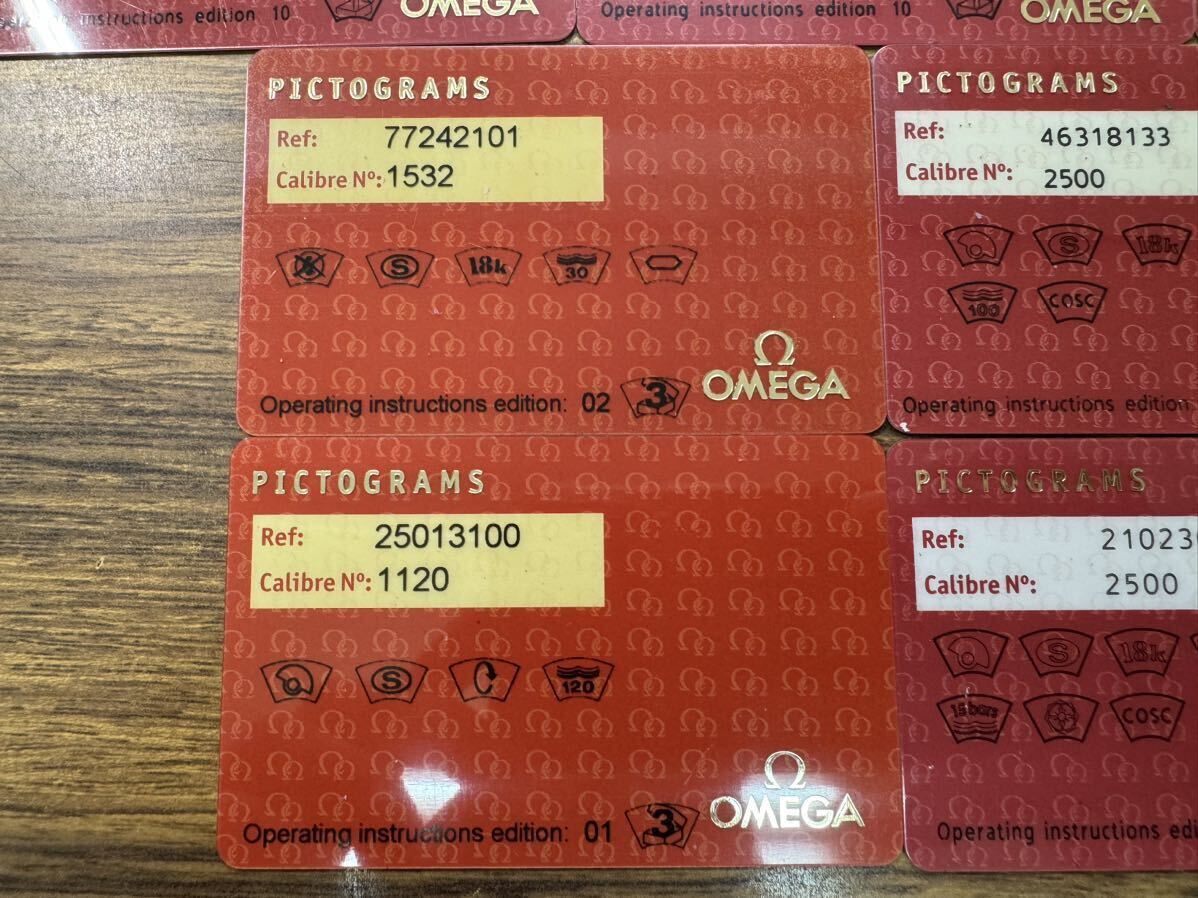 instructions edition 10
OMEGA
Operating instructions edition 10
OMEGA
PICTOGRAMS
Ref: 77242101
Calibre Nº: 1532
S
18k
30
Operating instructions edition: 02
3
Ω
OMEGA
PICTOGRAMS
Ref: 46318133
Calibre Nº: 2500
S
18k
100
COSC
Operating instructions edition
PICTOGRAMS
Ref: 25013100
Calibre Nº: 1120
S
120
Operating instructions edition: 01
3
Ω
OMEGA
PICTOGRAMS
Ref: 21023
Calibre Nº: 2500
S
18k
15bars
COSC
Operating instructions edi